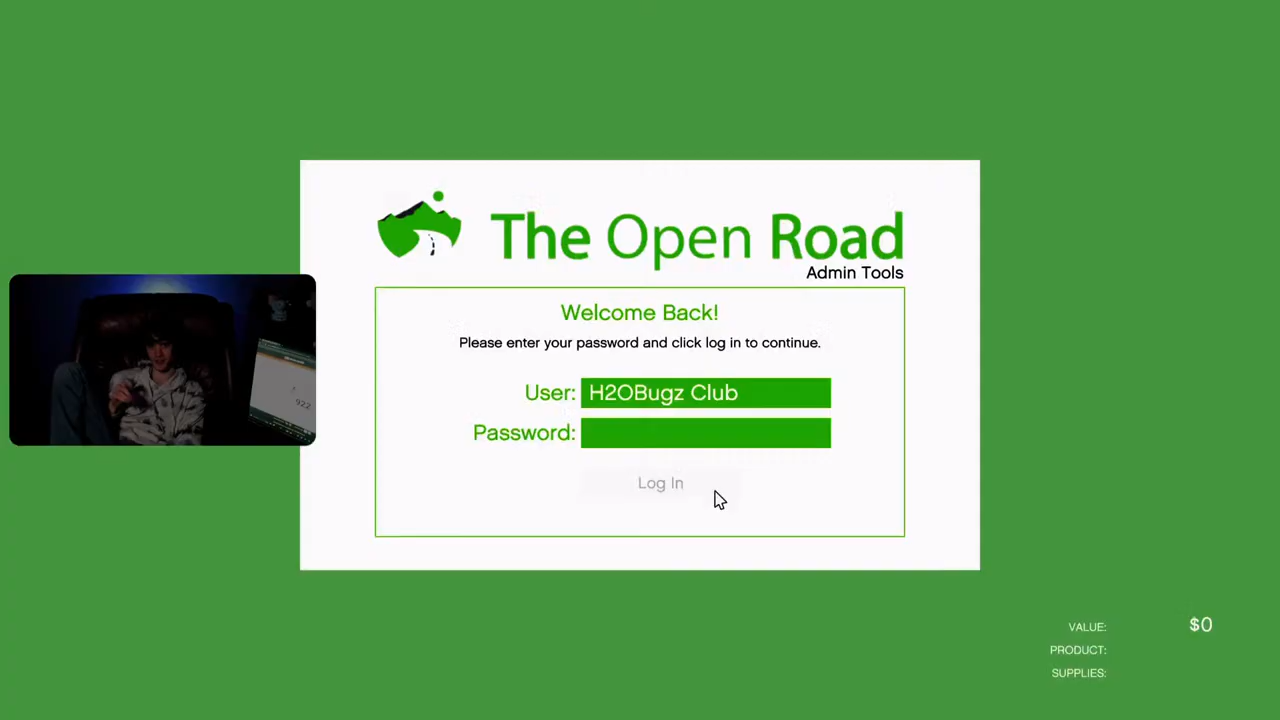 The Open Road
Admin Tools
Welcome Back!
Please enter your password and click log in to continue.
User: H2OBugz Club
Password:
Log In
922
VALUE: $0
PRODUCT:
SUPPLIES: